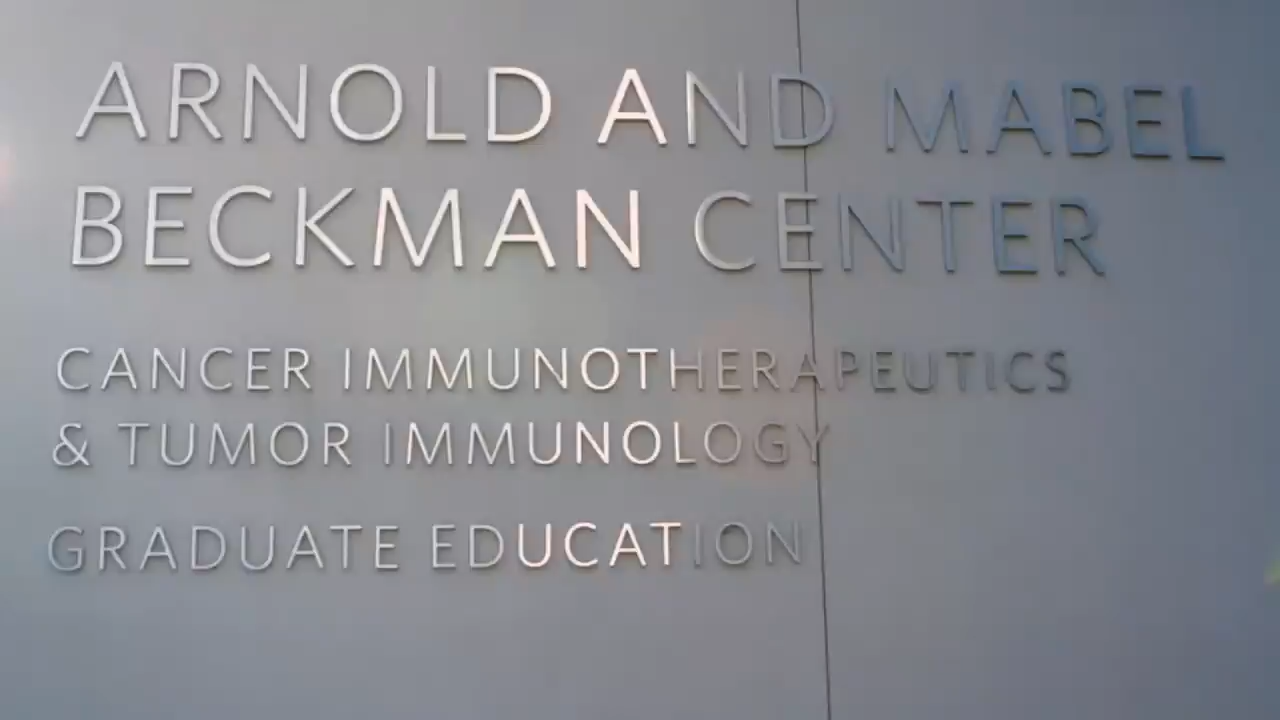 ARNOLD AND MABEL
BECKMAN CENTER
CANCER IMMUNOTHERAPEUTICS
& TUMOR IMMUNOLOGY
GRADUATE EDUCATION